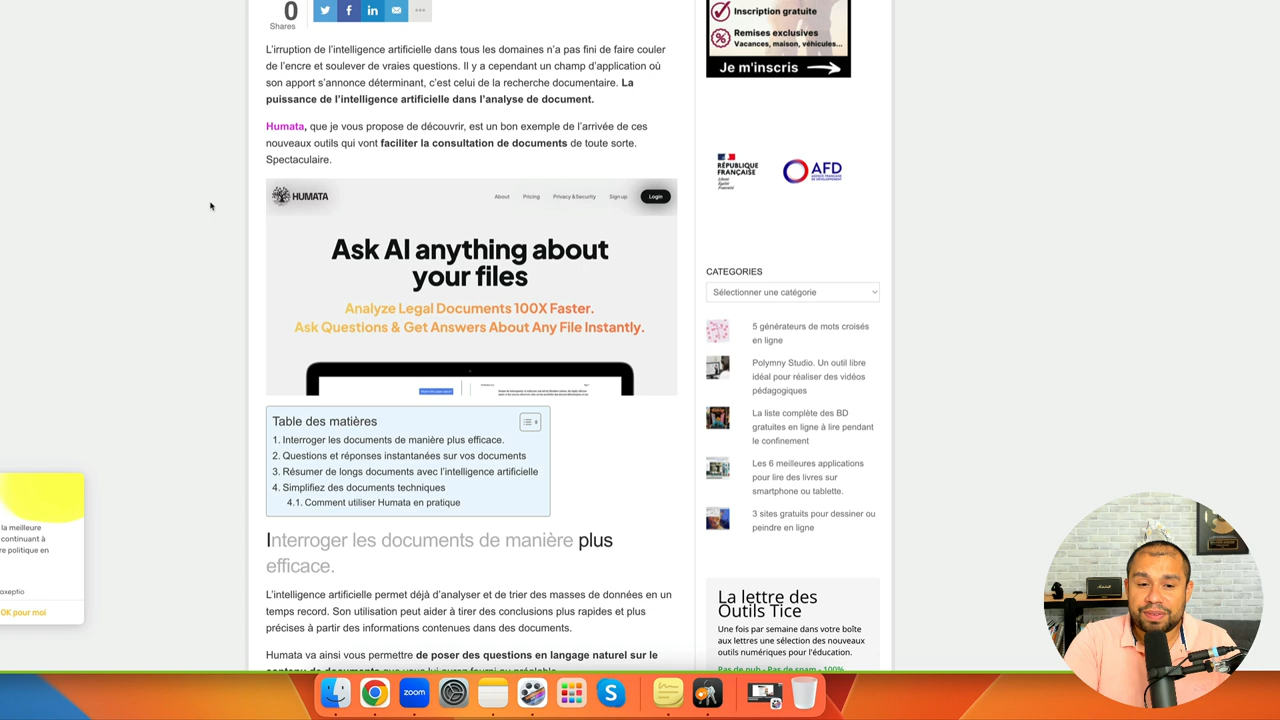 0
Shares
L'irruption de l'intelligence artificielle dans tous les domaines n'a pas fini de faire couler
de l'encre et soulever de vraies questions. Il y a cependant un champ d'application où
son apport s'annonce déterminant, c'est celui de la recherche documentaire. La
puissance de l'intelligence artificielle dans l'analyse de document.
Humata, que je vous propose de découvrir, est un bon exemple de l'arrivée de ces
nouveaux outils qui vont faciliter la consultation de documents de toute sorte.
Spectaculaire.
HUMATA
About
Pricing
Privacy & Security
Sign up
Login
Ask AI anything about
your files
Analyze Legal Documents 100X Faster.
Ask Questions & Get Answers About Any File Instantly.
Table des matières
1. Interroger les documents de manière plus efficace.
2. Questions et réponses instantanées sur vos documents
3. Résumer de longs documents avec l'intelligence artificielle
4. Simplifiez des documents techniques
4.1. Comment utiliser Humata en pratique
Interroger les documents de manière plus
efficace.
L'intelligence artificielle permet déjà d'analyser et de trier des masses de données en un
temps record. Son utilisation peut aider à tirer des conclusions plus rapides et plus
précises à partir des informations contenues dans des documents.
Humata va ainsi vous permettre de poser des questions en langage naturel sur le
Inscription gratuite
Remises exclusives
Vacances, maison, véhicules...
Je m'inscris
RÉPUBLIQUE
FRANÇAISE
AFD
CATEGORIES
Sélectionner une catégorie
5 générateurs de mots croisés
en ligne
Polymny Studio. Un outil libre
idéal pour réaliser des vidéos
pédagogiques
La liste complète des BD
gratuites en ligne à lire pendant
le confinement
Les 6 meilleures applications
pour lire des livres sur
smartphone ou tablette.
3 sites gratuits pour dessiner ou
peindre en ligne
La lettre des
Outils Tice
Une fois par semaine dans votre boîte
aux lettres une sélection des nouveaux
outils numériques pour l'éducation.
Pas de pub - Pas de spam - 100%
la meilleure
continuant à
e politique en
oxeptio
OK pour moi
zoom